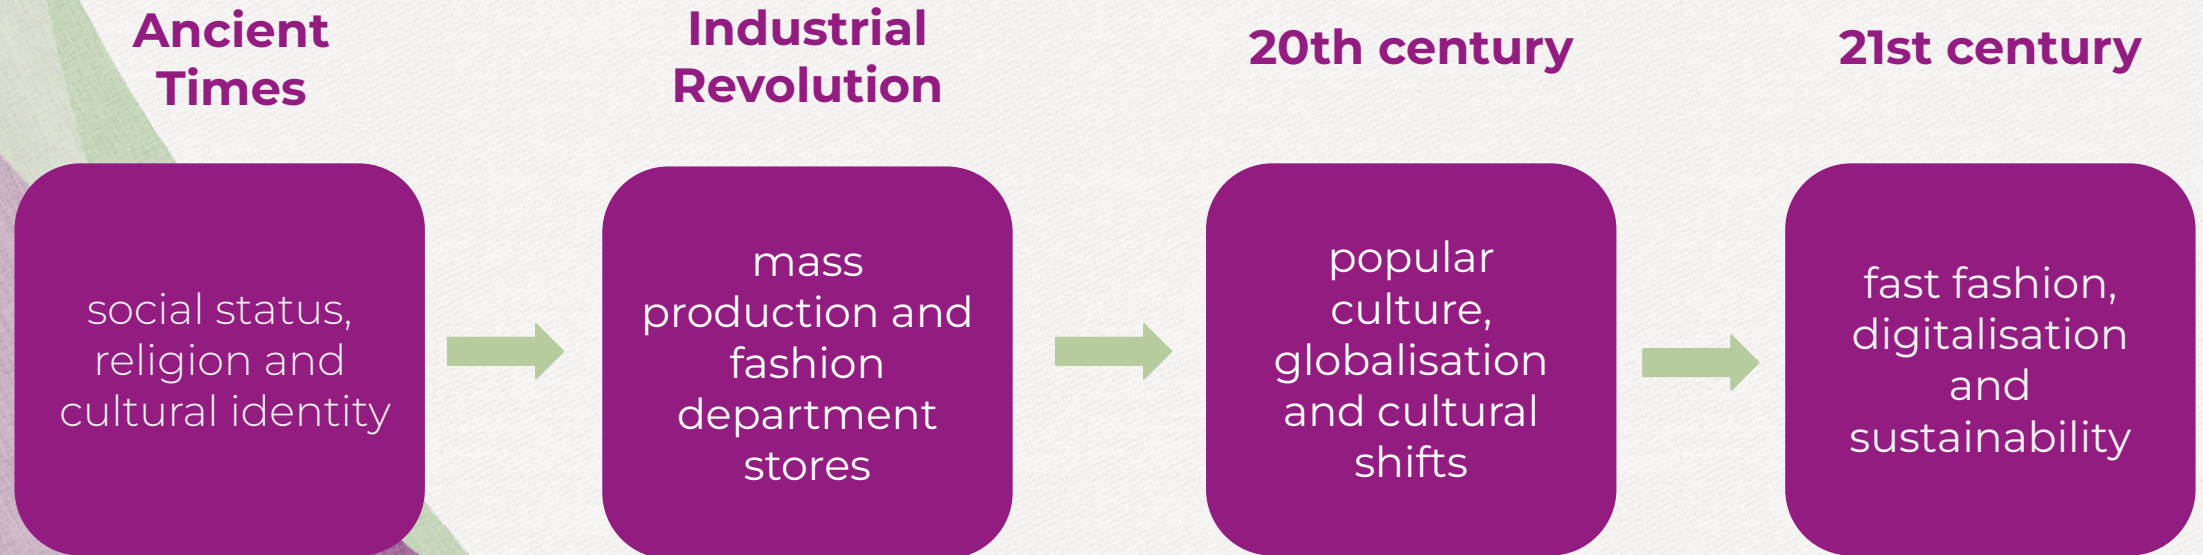 Ancient
Times
social status,
religion and
cultural identity
Industrial
Revolution
mass
production and
fashion
department
stores
20th century
popular
culture,
globalisation
and cultural
shifts
21st century
fast fashion,
digitalisation
and
sustainability